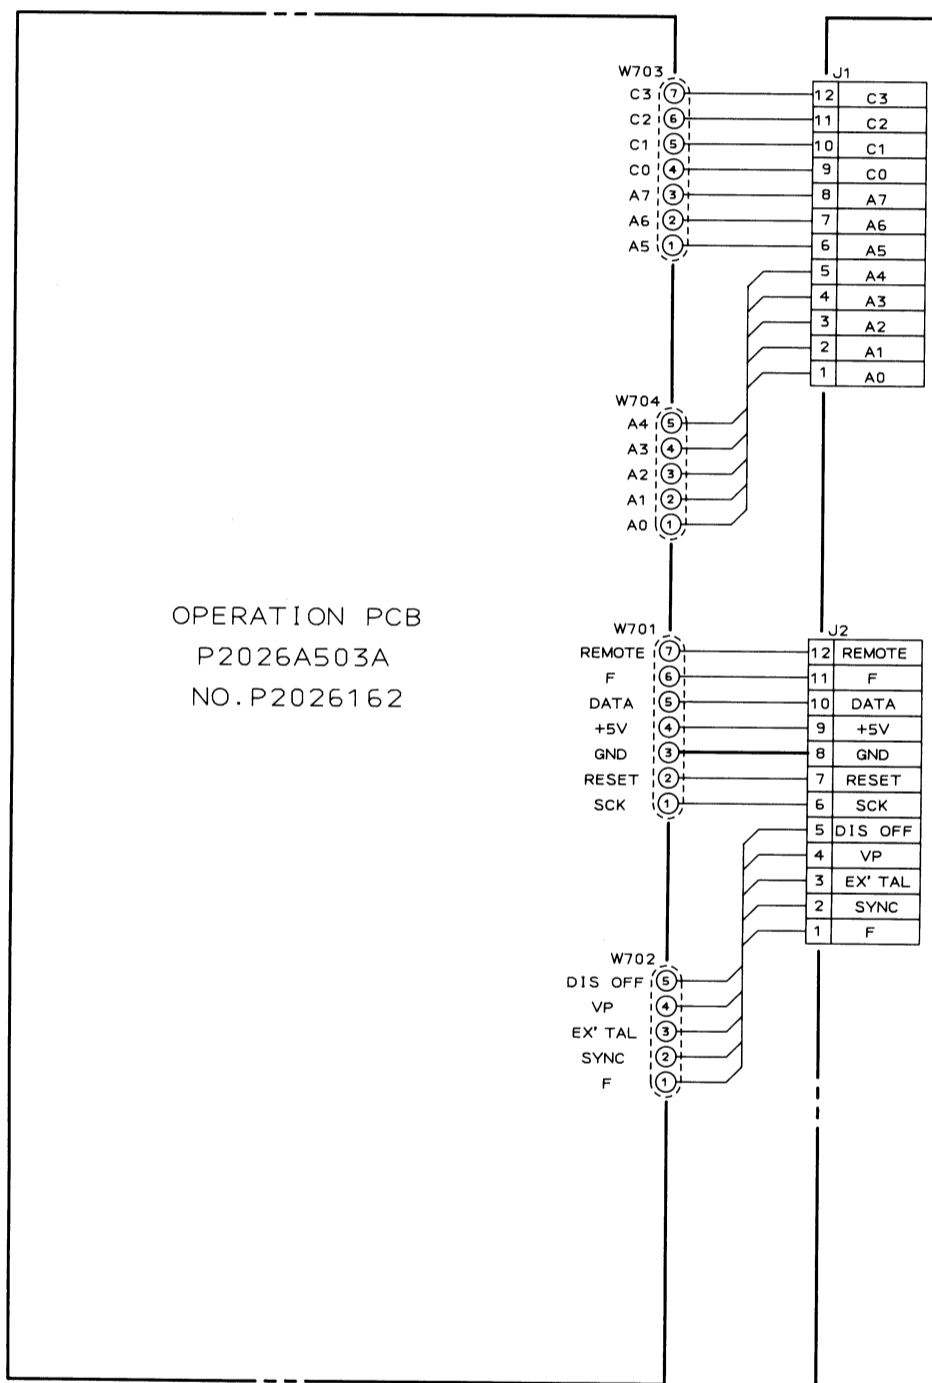 W703
C3 7
C2 6
C1 5
C0 4
A7 3
A6 2
A5 1
J1
12 C3
11 C2
10 C1
9 C0
8 A7
7 A6
6 A5
5 A4
4 A3
3 A2
2 A1
1 A0
W704
A4 5
A3 4
A2 3
A1 2
A0 1
OPERATION PCB
P2026A503A
NO.P2026162
W701
REMOTE 7
F 6
DATA 5
+5V 4
GND 3
RESET 2
SCK 1
J2
12 REMOTE
11 F
10 DATA
9 +5V
8 GND
7 RESET
6 SCK
5 DIS OFF
4 VP
3 EX' TAL
2 SYNC
1 F
W702
DIS OFF 5
VP 4
EX' TAL 3
SYNC 2
F 1